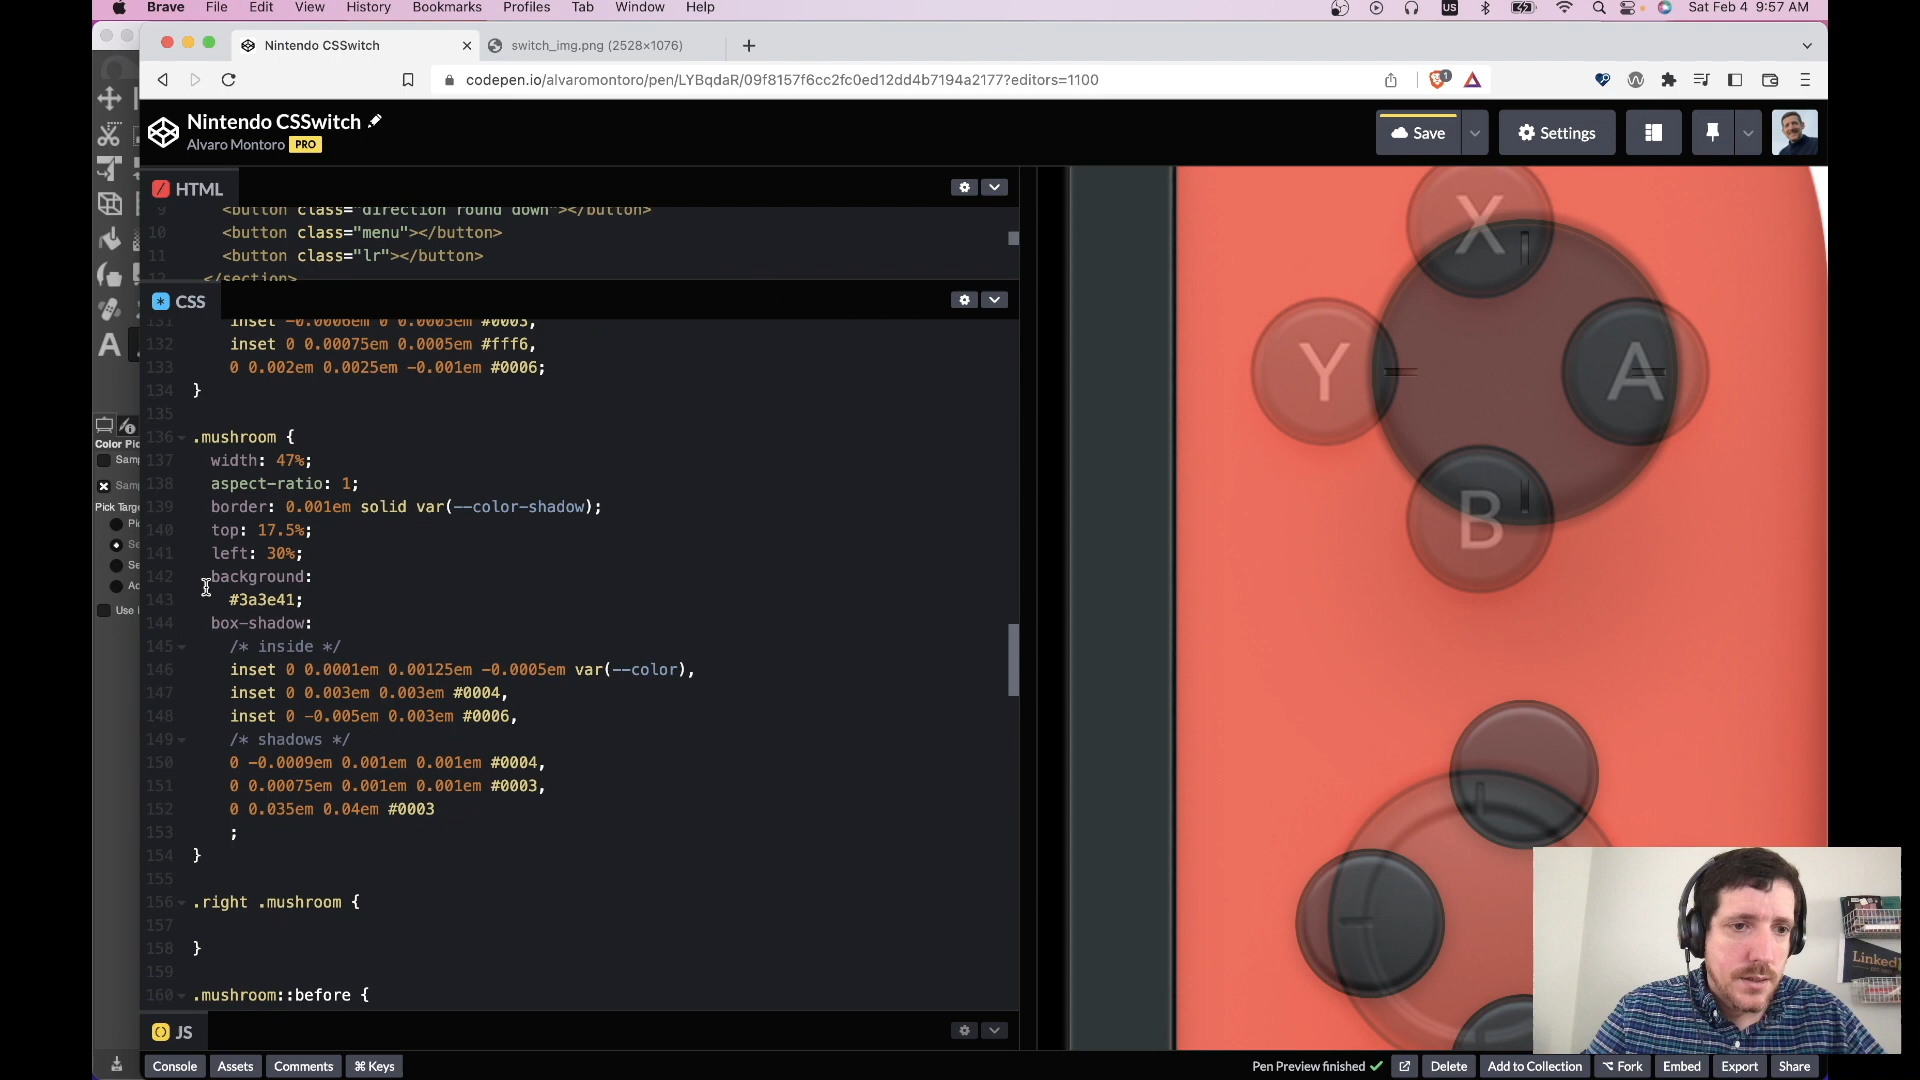 Brave File Edit View History Bookmarks Profiles Tab Window Help
US
Sat Feb 4 9:57 AM
Nintendo CSSwitch
switch_img.png (2528×1076)
codepen.io/alvaromontoro/pen/LYBqdaR/09f8157f6cc2fc0ed12dd4b7194a2177?editors=1100
1
Nintendo CSSwitch
Alvaro Montoro PRO
Save
Settings
HTML
9 <button class="direction round down"></button>
10 <button class="menu"></button>
11 <button class="lr"></button>
12 </section>
CSS
131 inset -0.0006em 0 0.0005em #0003,
132 inset 0 0.00075em 0.0005em #fff6,
133 0 0.002em 0.0025em -0.001em #0006;
134 }
135
136 .mushroom {
137 width: 47%;
138 aspect-ratio: 1;
139 border: 0.001em solid var(--color-shadow);
140 top: 17.5%;
141 left: 30%;
142 background:
143 #3a3e41;
144 box-shadow:
145 /* inside */
146 inset 0 0.0001em 0.00125em -0.0005em var(--color),
147 inset 0 0.003em 0.003em #0004,
148 inset 0 -0.005em 0.003em #0006,
149 /* shadows */
150 0 -0.0009em 0.001em 0.001em #0004,
151 0 0.00075em 0.001em 0.001em #0003,
152 0 0.035em 0.04em #0003
153 ;
154 }
155
156 .right .mushroom {
157
158 }
159
160 .mushroom::before {
JS
Console Assets Comments ⌘ Keys
Pen Preview finished ✓
Delete Add to Collection ⌥ Fork Embed Export Share
X
Y
A
B
A
Color Pic
Samp
Pick Targe
Use
Linked